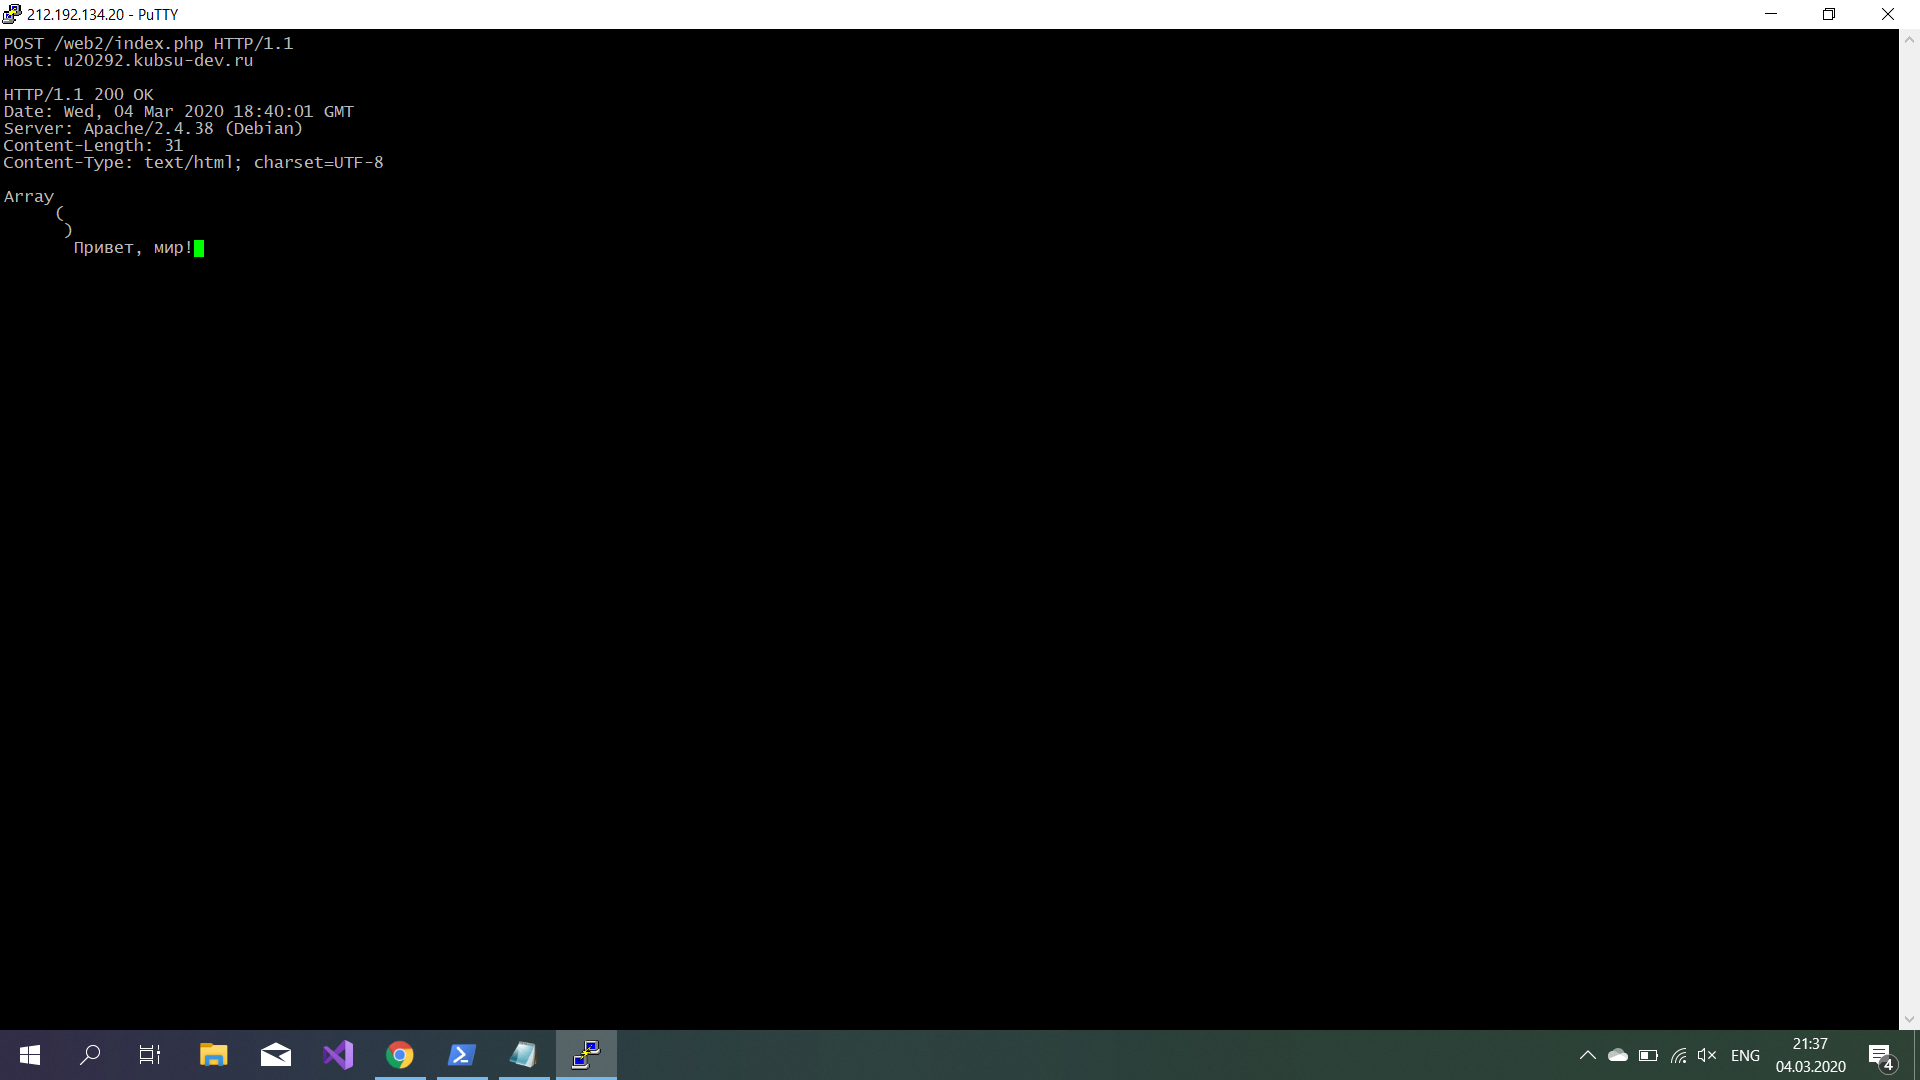 212.192.134.20 - PuTTY
POST /web2/index.php HTTP/1.1
Host: u20292.kubsu-dev.ru
HTTP/1.1 200 OK
Date: Wed, 04 Mar 2020 18:40:01 GMT
Server: Apache/2.4.38 (Debian)
Content-Length: 31
Content-Type: text/html; charset=UTF-8
Array
(
)
Привет, мир!
ENG
21:37
04.03.2020
4